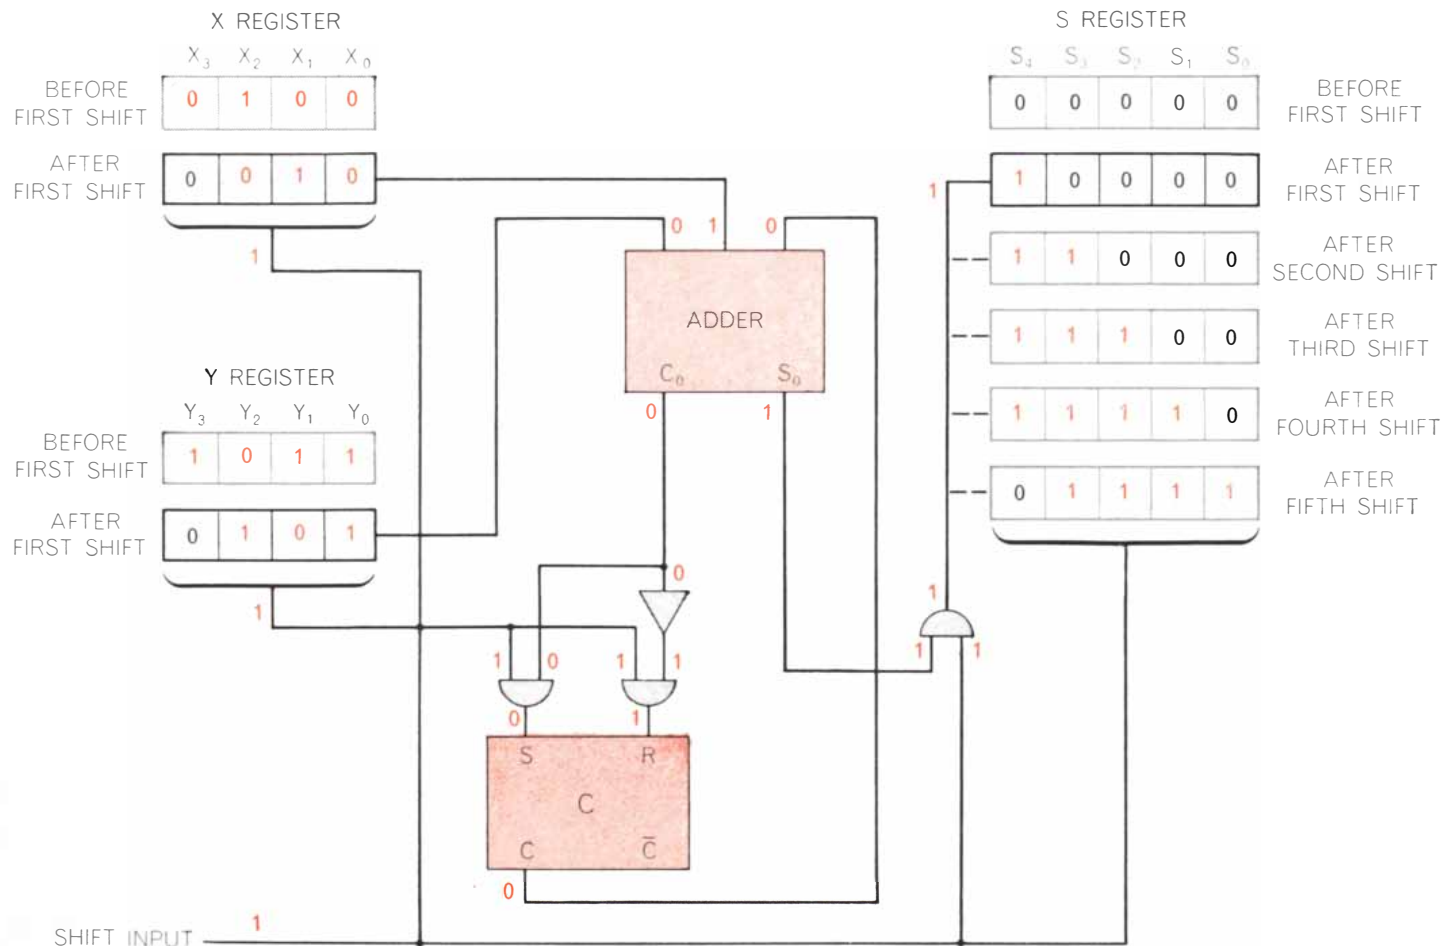 X REGISTER
X₃ X₂ X₁ X₀
BEFORE
FIRST SHIFT
0 1 0 0
AFTER
FIRST SHIFT
0 0 1 0
1
Y REGISTER
Y₃ Y₂ Y₁ Y₀
BEFORE
FIRST SHIFT
1 0 1 1
AFTER
FIRST SHIFT
0 1 0 1
1
0 1 0
ADDER
C₀ S₀
0 1
0
1 0 1 1
0 1
S R
C
C C̅
0
SHIFT INPUT
1
S REGISTER
S₄ S₃ S₂ S₁ S₀
0 0 0 0 0
BEFORE
FIRST SHIFT
1
1 0 0 0 0
AFTER
FIRST SHIFT
1 1 0 0 0
AFTER
SECOND SHIFT
1 1 1 0 0
AFTER
THIRD SHIFT
1 1 1 1 0
AFTER
FOURTH SHIFT
0 1 1 1 1
AFTER
FIFTH SHIFT
1
1 1